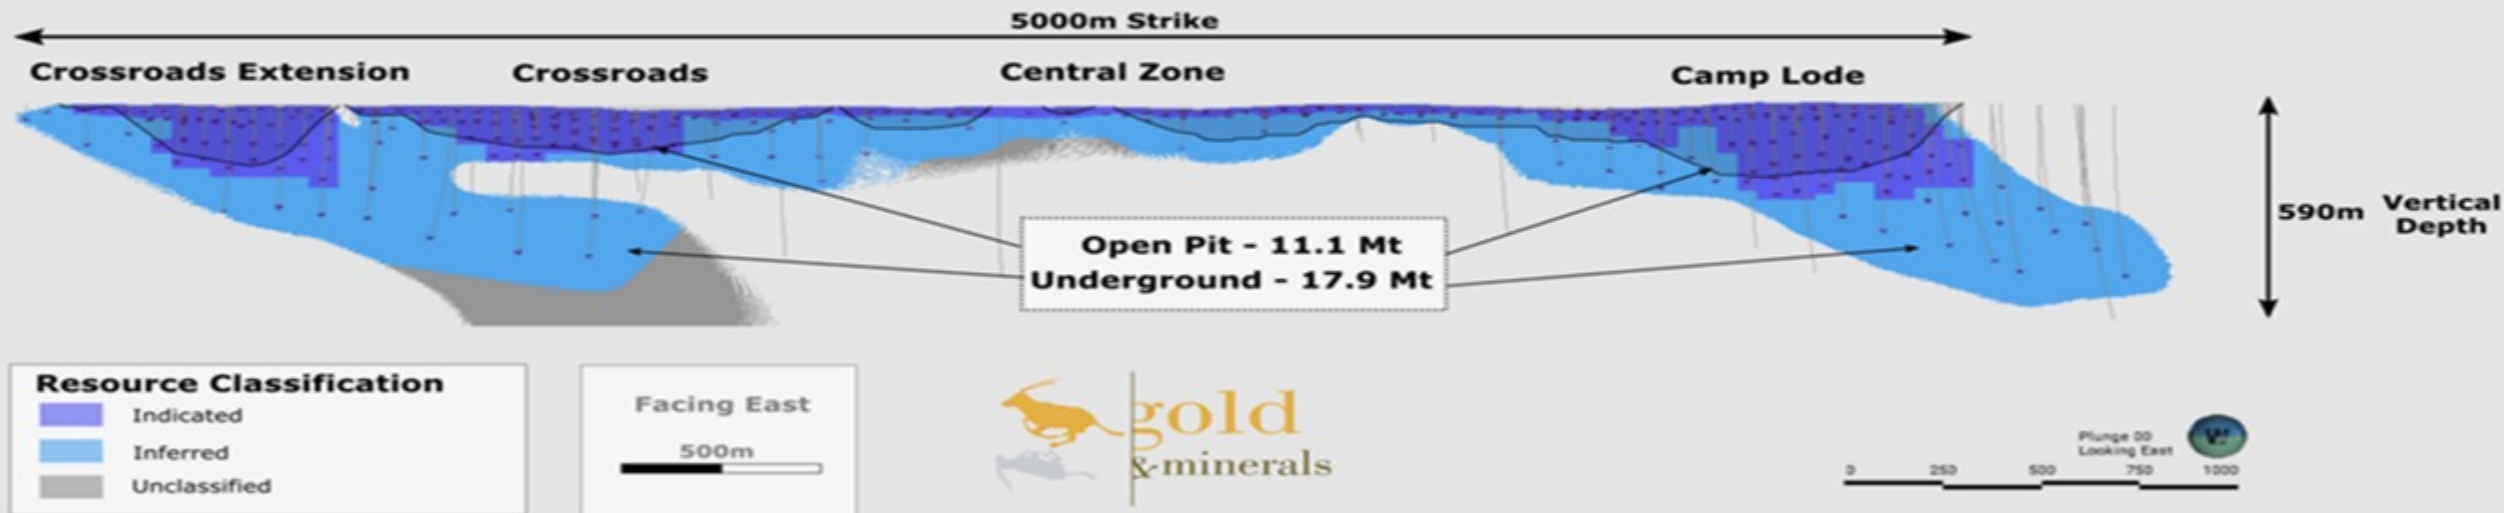 5000m Strike
Crossroads Extension
Crossroads
Central Zone
Camp Lode
590m
Vertical
Depth
Open Pit - 11.1 Mt
Underground - 17.9 Mt
Resource Classification
Indicated
Inferred
Unclassified
Facing East
500m
gold
&minerals
Plunge 00
Looking East
0 250 500 750 1000